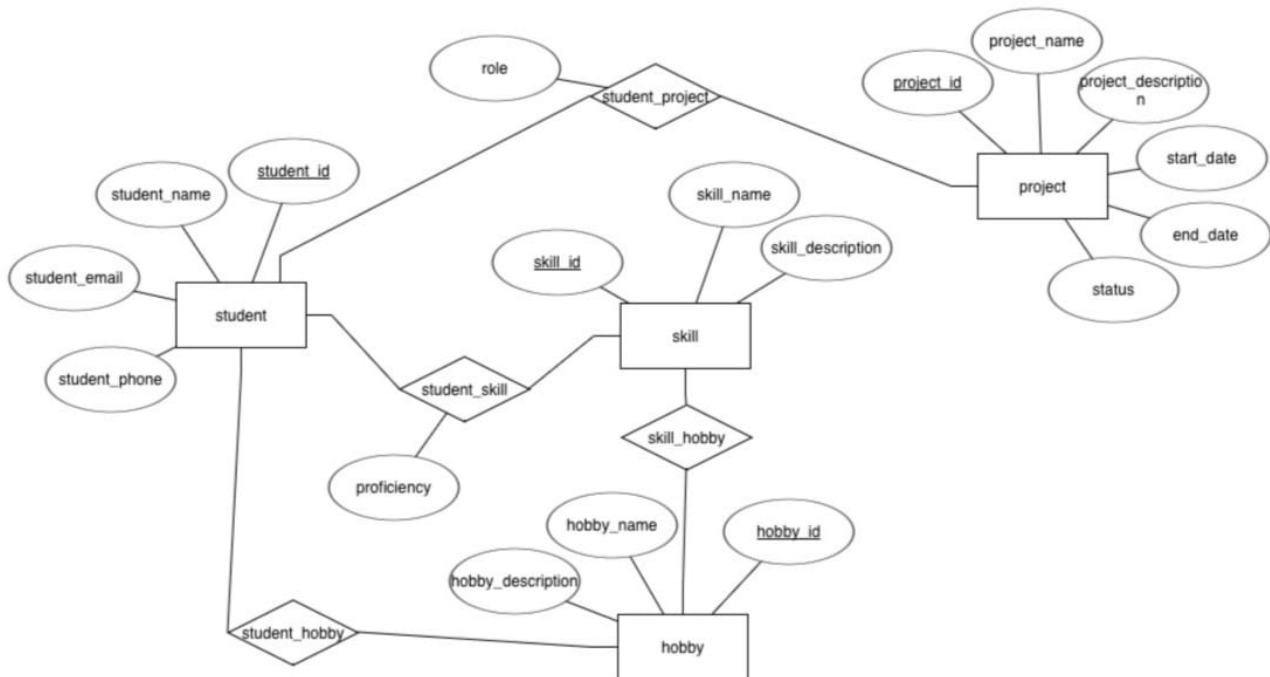 project_name
role
project_id
project_descriptio
n
student_project
start_date
student_id
project
student_name
skill_name
end_date
skill_description
skill_id
student_email
status
student
skill
student_phone
student_skill
skill_hobby
proficiency
hobby_name
hobby_id
hobby_description
student_hobby
hobby